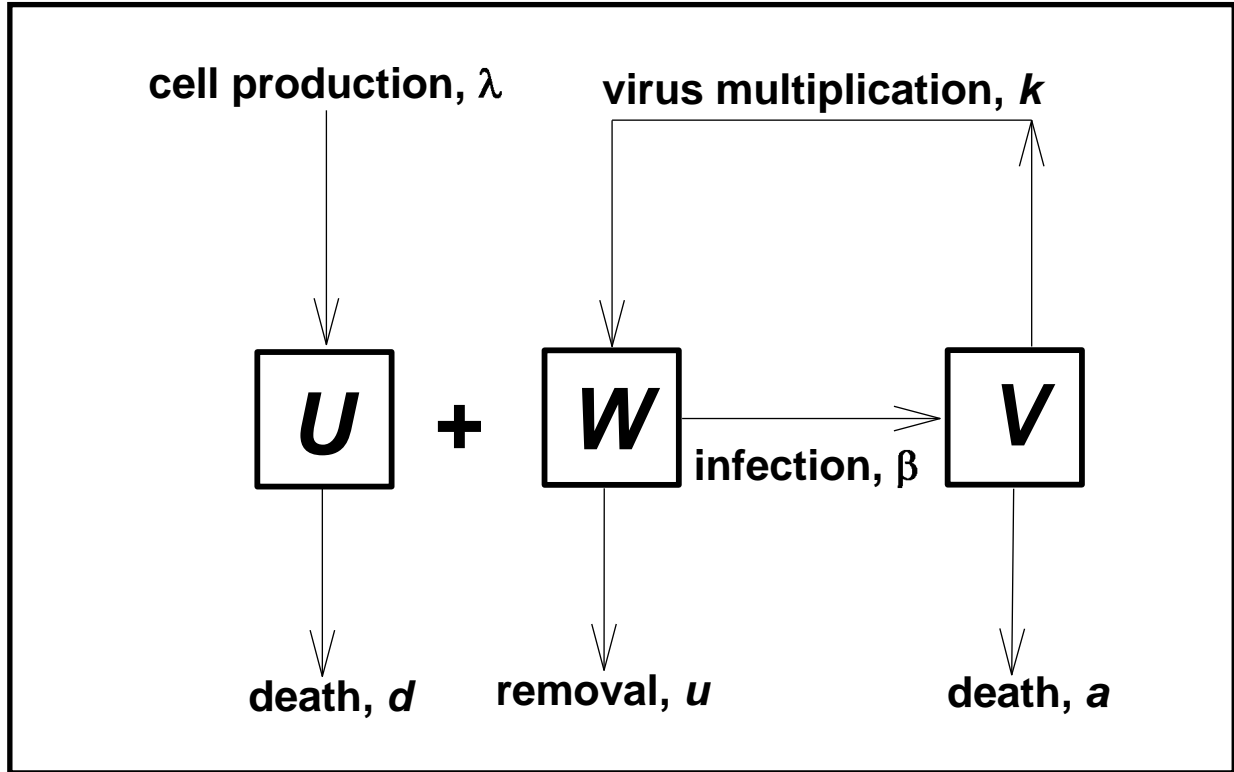 cell production, λ
virus multiplication, k
U + W V
infection, β
death, d
removal, u
death, a